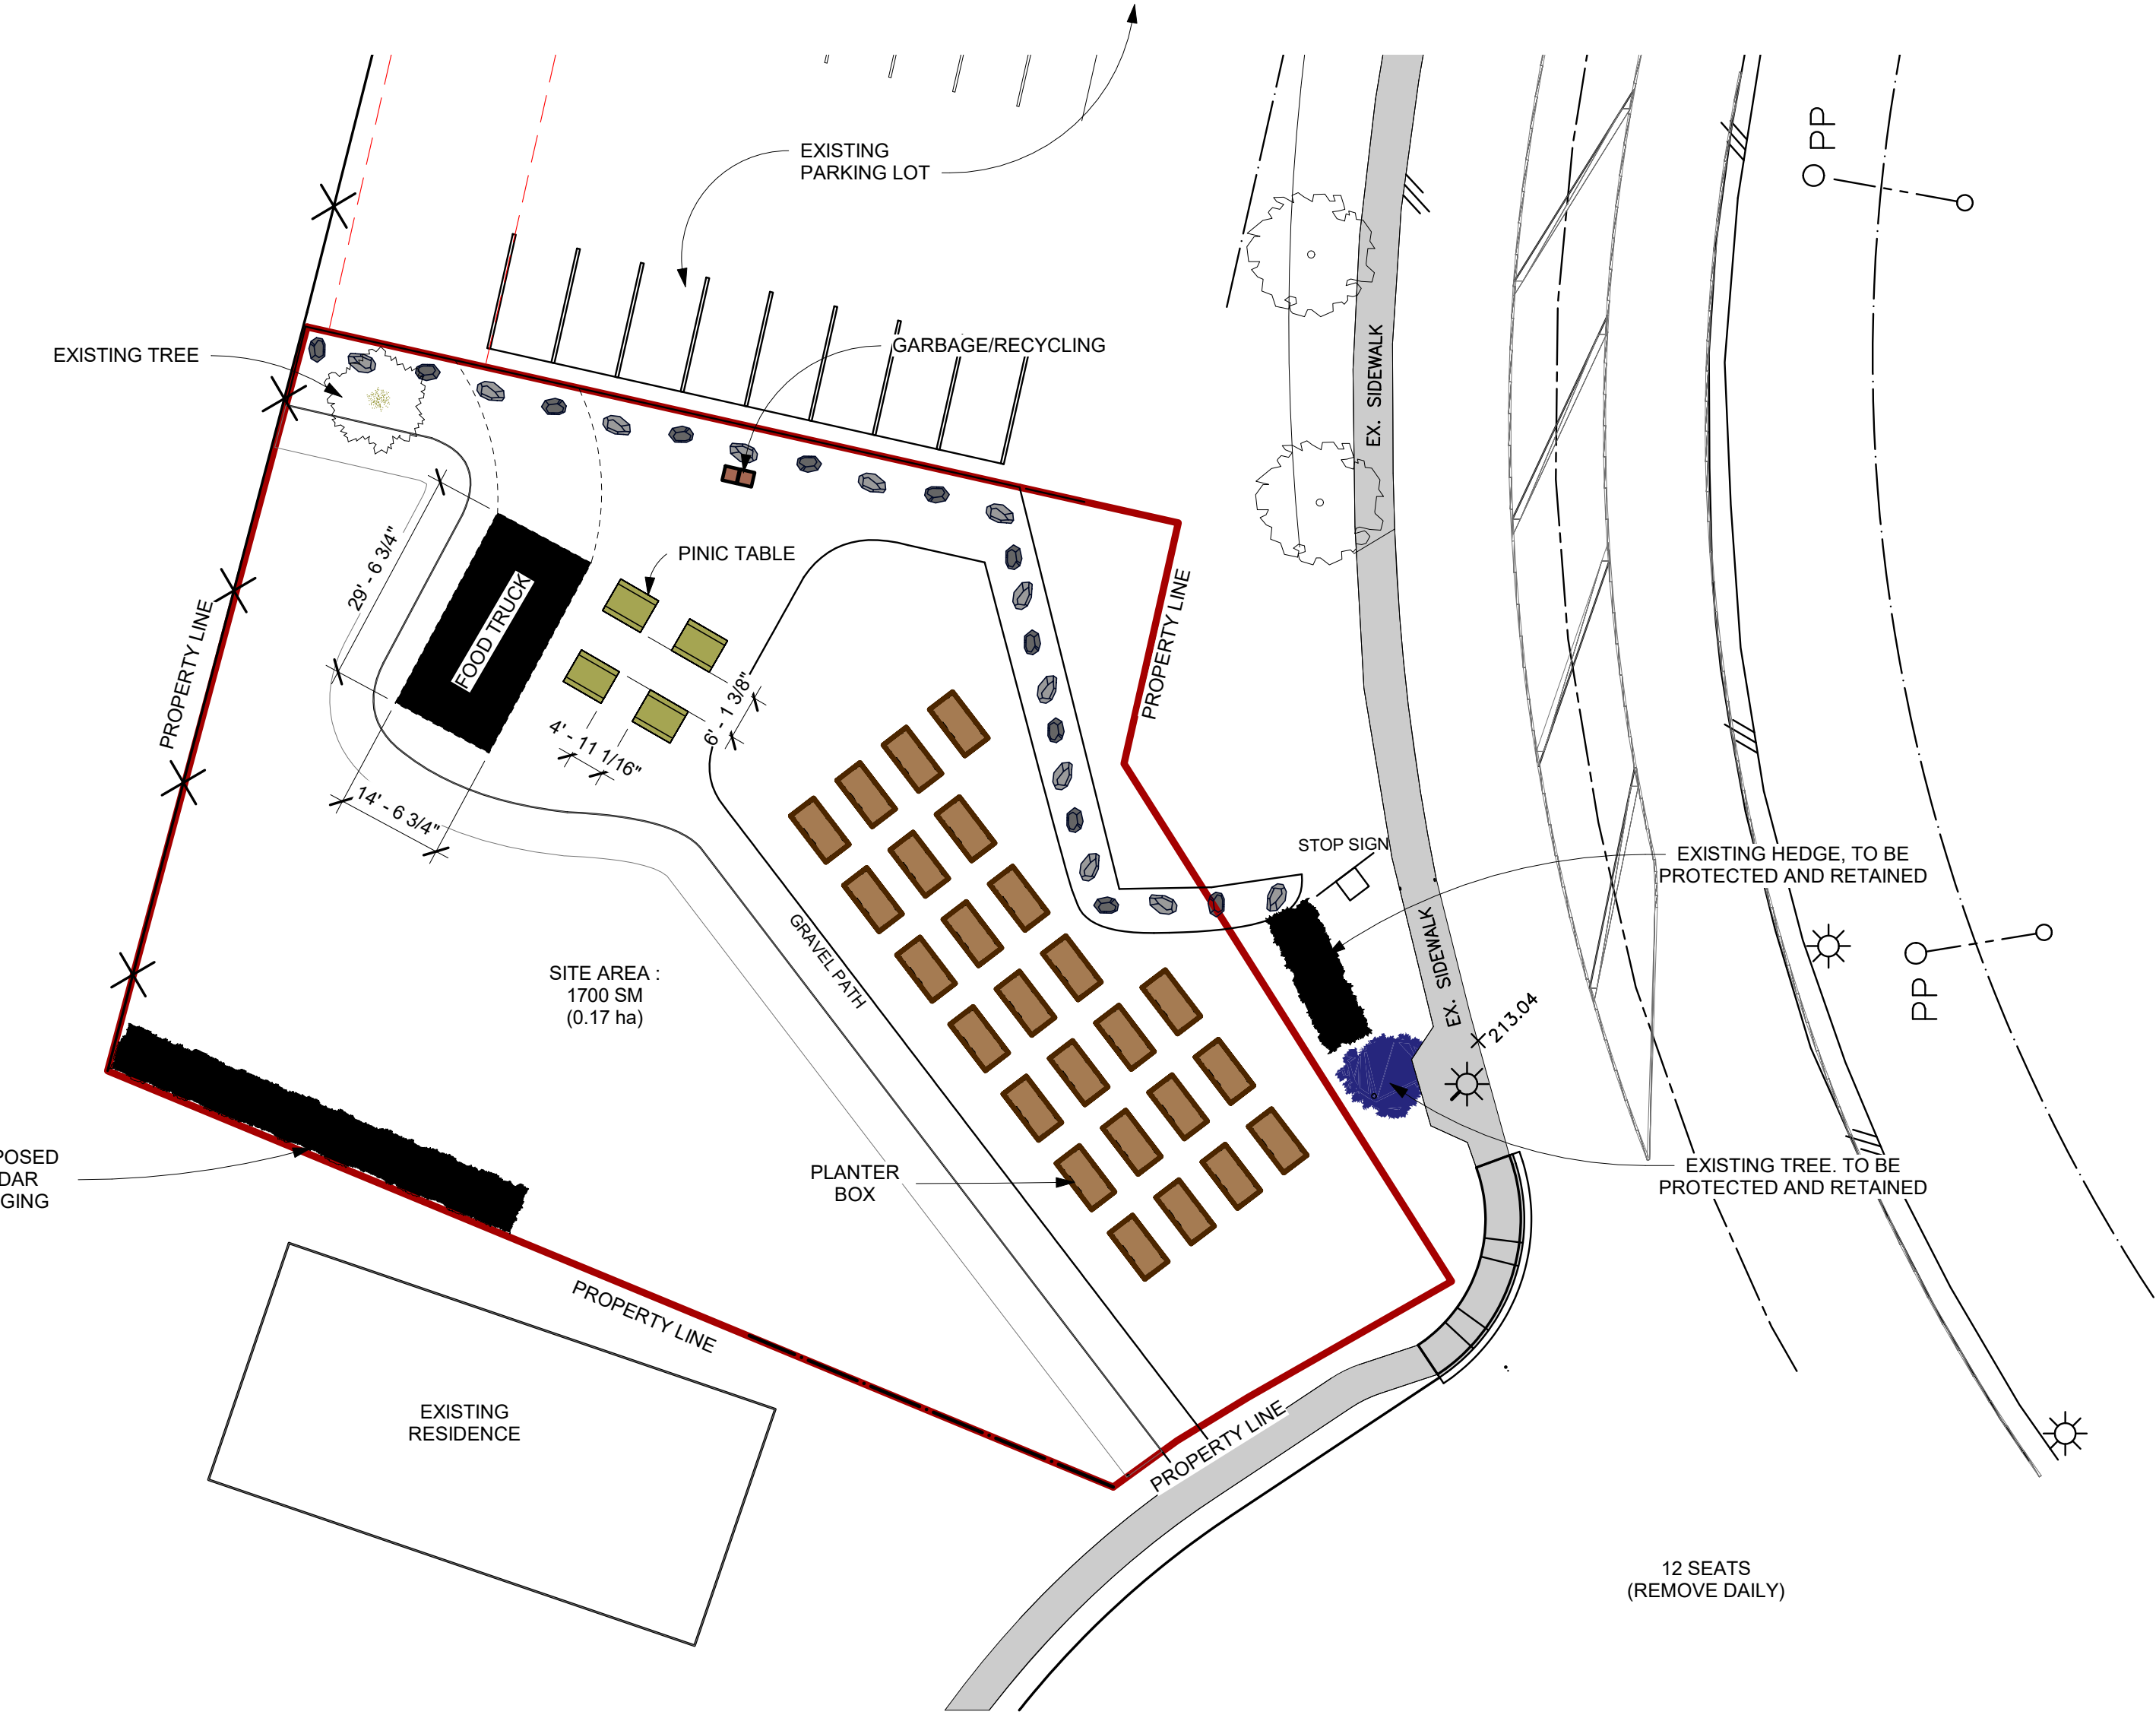 PP
EXISTING
PARKING LOT
EXISTING TREE
GARBAGE/RECYCLING
EX. SIDEWALK
29' - 6 3/4"
PINIC TABLE
FOOD TRUCK
PROPERTY LINE
PROPERTY LINE
6' - 1 3/8"
4' - 11 1/16"
14' - 6 3/4"
STOP SIGN
EXISTING HEDGE, TO BE
PROTECTED AND RETAINED
GRAVEL PATH
EX. SIDEWALK
SITE AREA :
1700 SM
(0.17 ha)
213.04
PP
POSED
DAR
GING
PLANTER
BOX
EXISTING TREE. TO BE
PROTECTED AND RETAINED
PROPERTY LINE
EXISTING
RESIDENCE
PROPERTY LINE
12 SEATS
(REMOVE DAILY)